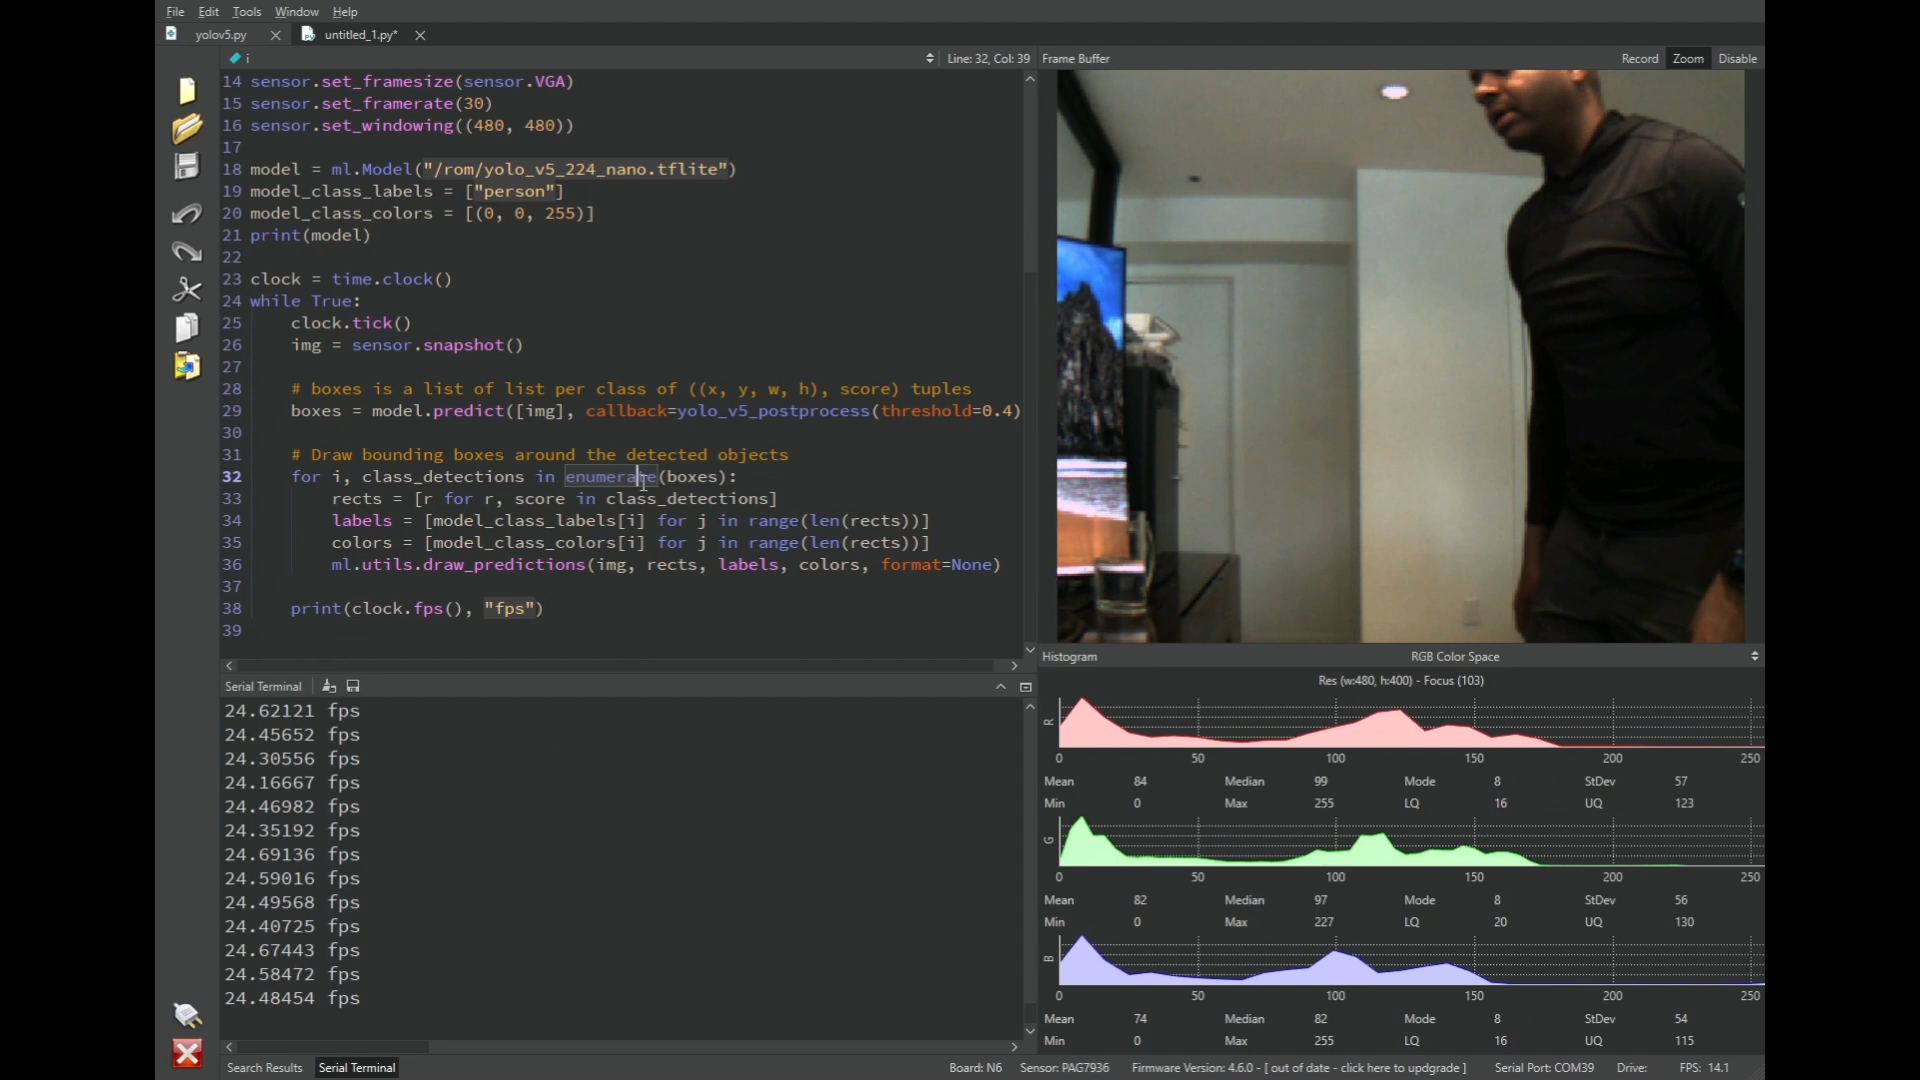 File Edit Tools Window Help
yolov5.py untitled_1.py*
i Line: 32, Col: 39 Frame Buffer Record Zoom Disable
14 sensor.set_framesize(sensor.VGA)
15 sensor.set_framerate(30)
16 sensor.set_windowing((480, 480))
17
18 model = ml.Model("/rom/yolo_v5_224_nano.tflite")
19 model_class_labels = ["person"]
20 model_class_colors = [(0, 0, 255)]
21 print(model)
22
23 clock = time.clock()
24 while True:
25 clock.tick()
26 img = sensor.snapshot()
27
28 # boxes is a list of list per class of ((x, y, w, h), score) tuples
29 boxes = model.predict([img], callback=yolo_v5_postprocess(threshold=0.4)
30
31 # Draw bounding boxes around the detected objects
32 for i, class_detections in enumerate(boxes):
33 rects = [r for r, score in class_detections]
34 labels = [model_class_labels[i] for j in range(len(rects))]
35 colors = [model_class_colors[i] for j in range(len(rects))]
36 ml.utils.draw_predictions(img, rects, labels, colors, format=None)
37
38 print(clock.fps(), "fps")
39
Serial Terminal
24.62121 fps
24.45652 fps
24.30556 fps
24.16667 fps
24.46982 fps
24.35192 fps
24.69136 fps
24.59016 fps
24.49568 fps
24.40725 fps
24.67443 fps
24.58472 fps
24.48454 fps
Histogram RGB Color Space
Res (w:480, h:400) - Focus (103)
R
0 50 100 150 200 250
Mean 84 Median 99 Mode 8 StDev 57
Min 0 Max 255 LQ 16 UQ 123
G
0 50 100 150 200 250
Mean 82 Median 97 Mode 8 StDev 56
Min 0 Max 227 LQ 20 UQ 130
B
0 50 100 150 200 250
Mean 74 Median 82 Mode 8 StDev 54
Min 0 Max 255 LQ 16 UQ 115
Search Results Serial Terminal Board: N6 Sensor: PAG7936 Firmware Version: 4.6.0 - [ out of date - click here to updgrade ] Serial Port: COM39 Drive: FPS: 14.1